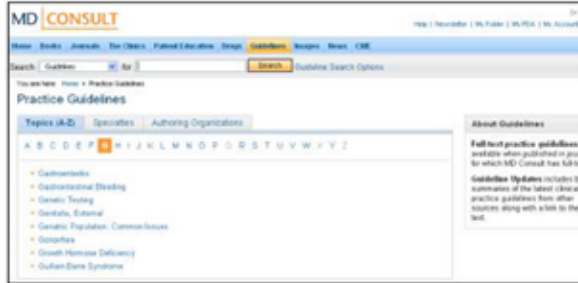 MD CONSULT
Help | Newsletter | My Folder | My PDA | My Account
Home Books Journals The Clinics Patient Education Drugs Guidelines Images News CME
Search Guidelines for Search Guideline Search Options
You are here: Home > Practice Guidelines
Practice Guidelines
Topics (A-Z) Specialties Authoring Organizations
A B C D E F G H I J K L M N O P Q R S T U V W X Y Z
Gastroenteritis
Gastrointestinal Bleeding
Genetic Testing
Genitalia, External
Geriatric Population: Common Issues
Gonorrhea
Growth Hormone Deficiency
Guillain-Barre Syndrome
About Guidelines
Full-text practice guidelines
available when published in
for which MD Consult has
Guideline Updates includes
summaries of the latest clinical
practice guidelines from other
sources along with a link to the
text.